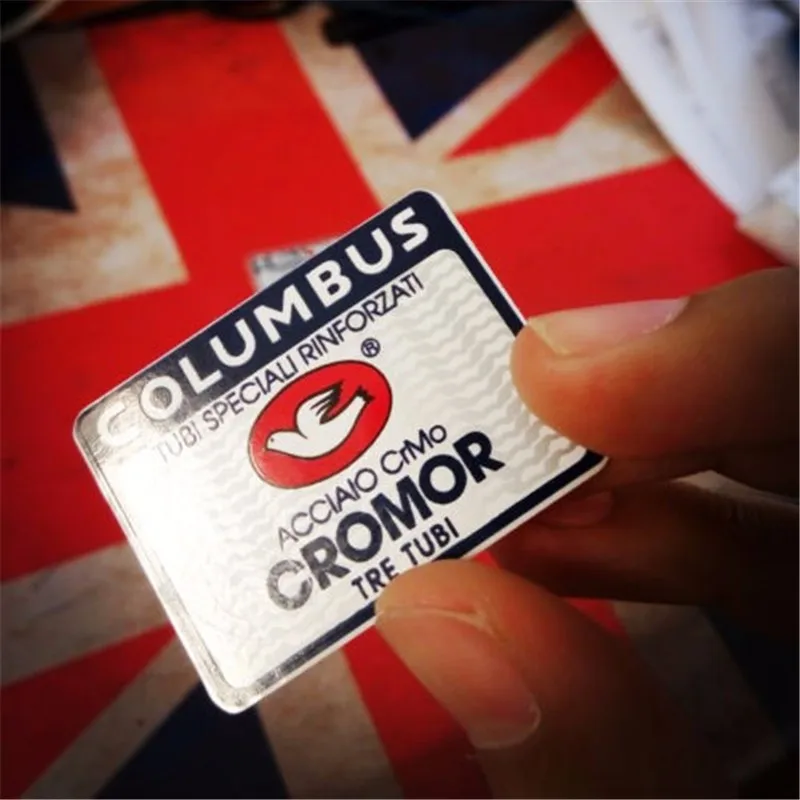 COLUMBUS
TUBI SPECIALI RINFORZATI
®
ACCIAIO CrMo
CROMOR
TRE TUBI